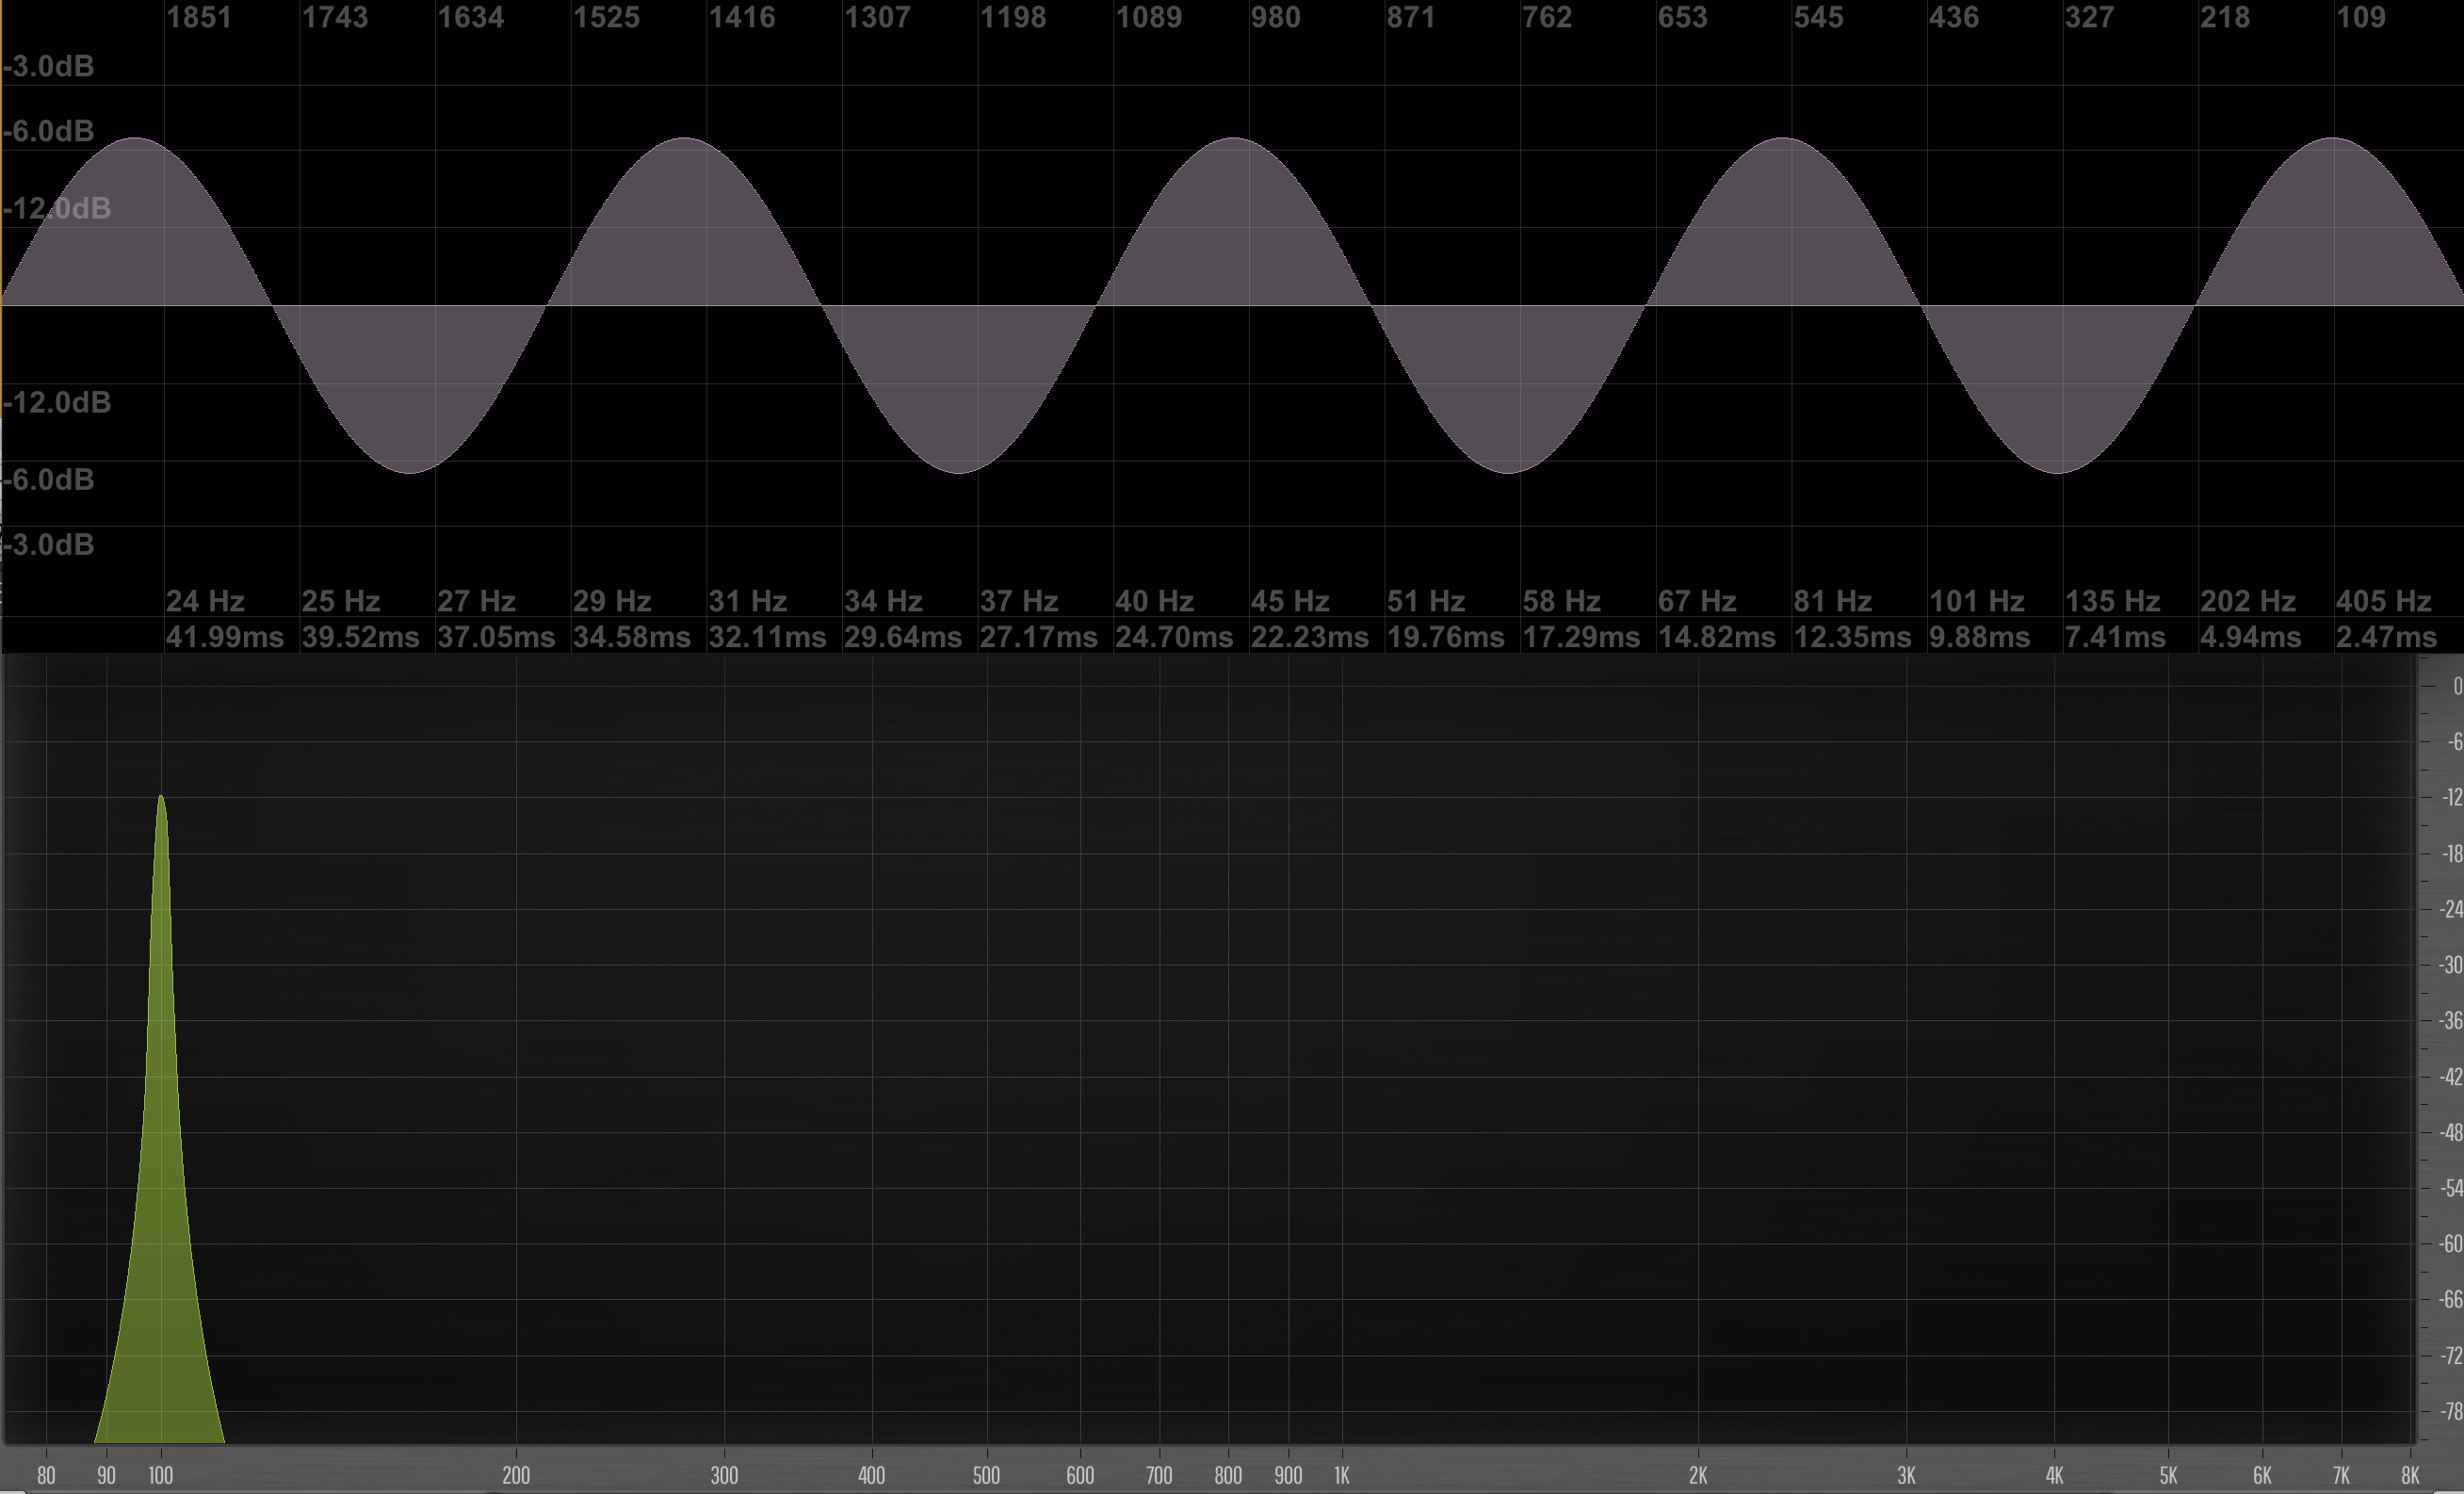 1851 1743 1634 1525 1416 1307 1198 1089 980 871 762 653 545 436 327 218 109
-3.0dB
-6.0dB
-12.0dB
-12.0dB
-6.0dB
-3.0dB
24 Hz 25 Hz 27 Hz 29 Hz 31 Hz 34 Hz 37 Hz 40 Hz 45 Hz 51 Hz 58 Hz 67 Hz 81 Hz 101 Hz 135 Hz 202 Hz 405 Hz
41.99ms 39.52ms 37.05ms 34.58ms 32.11ms 29.64ms 27.17ms 24.70ms 22.23ms 19.76ms 17.29ms 14.82ms 12.35ms 9.88ms 7.41ms 4.94ms 2.47ms
0
-6
-12
-18
-24
-30
-36
-42
-48
-54
-60
-66
-72
-78
80 90 100 200 300 400 500 600 700 800 900 1K 2K 3K 4K 5K 6K 7K 8K